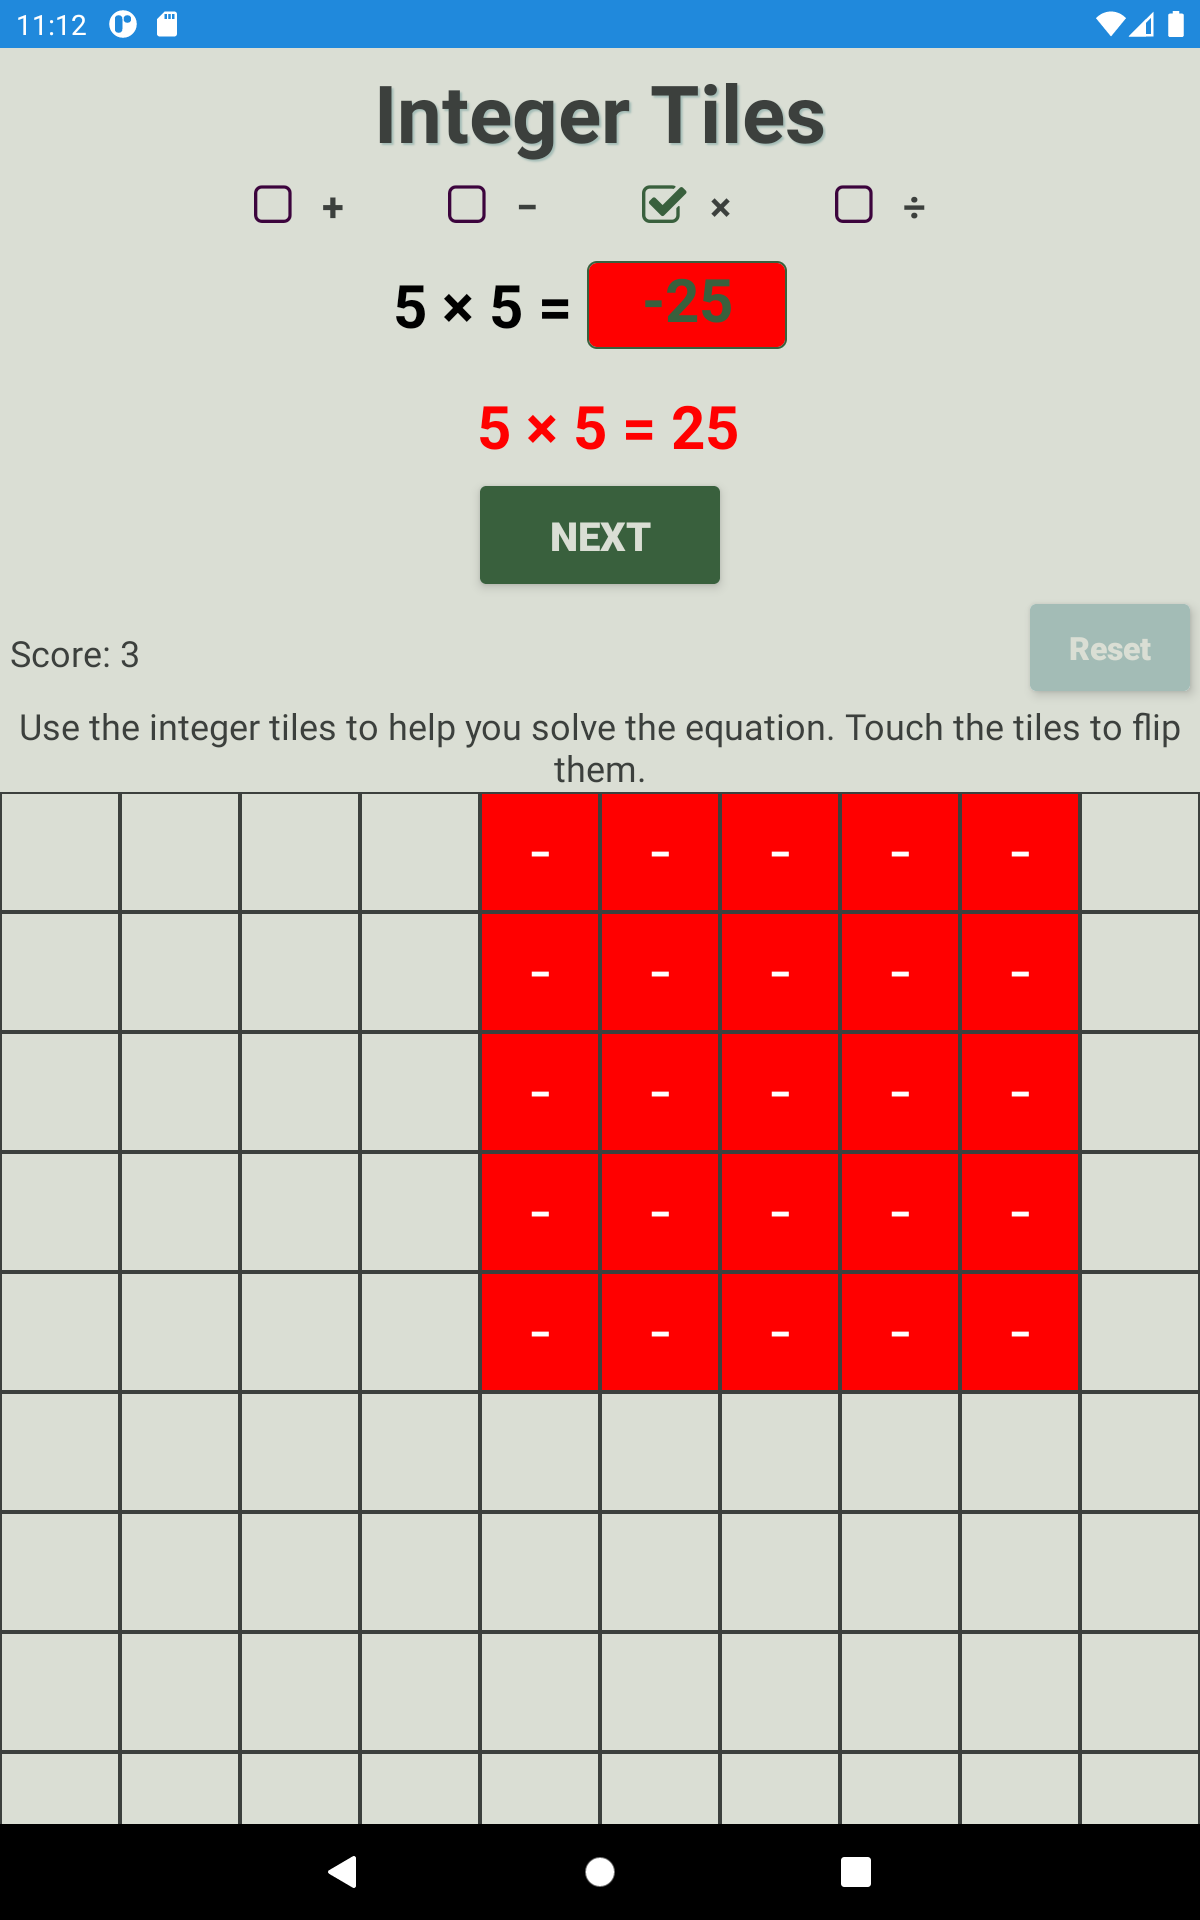 11:12
Integer Tiles
+ − × ÷
5 × 5 = -25
5 × 5 = 25
NEXT
Score: 3
Reset
Use the integer tiles to help you solve the equation. Touch the tiles to flip
them.
- - - - -
- - - - -
- - - - -
- - - - -
- - - - -